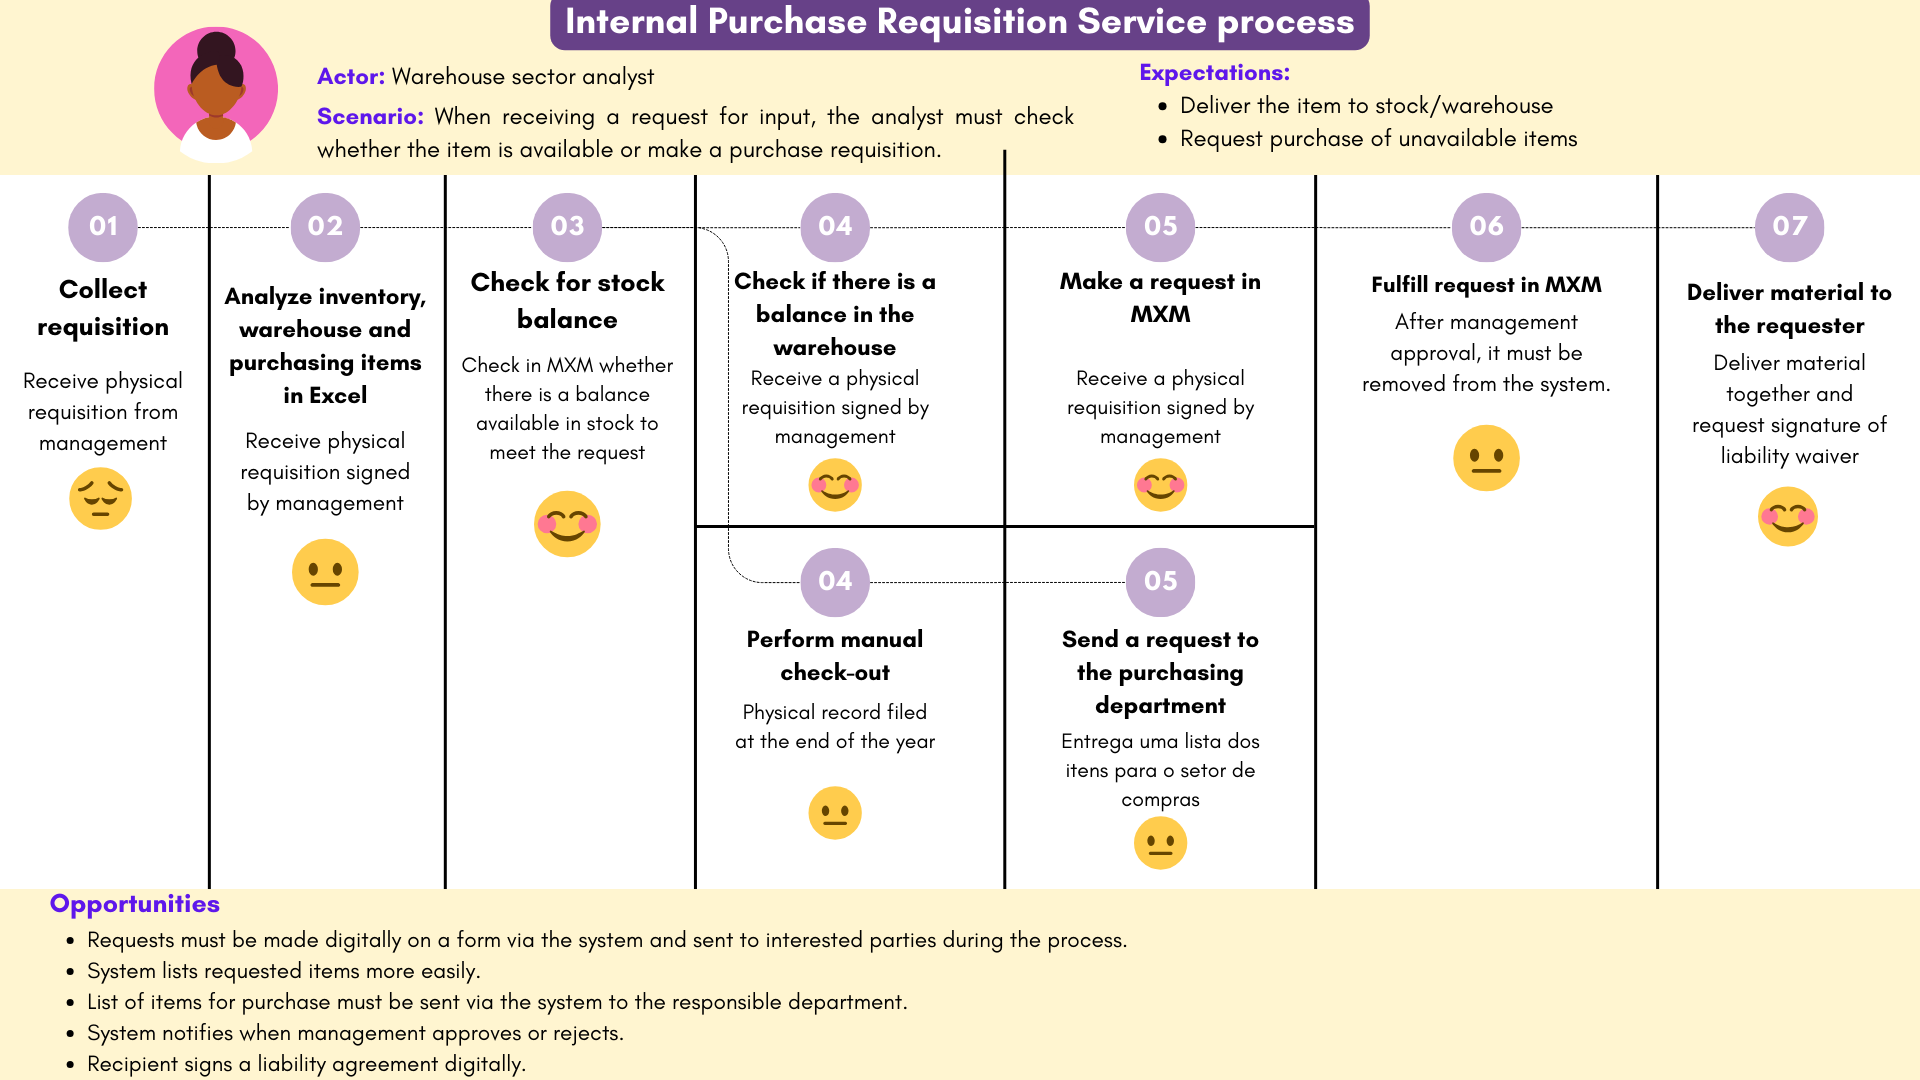 Internal Purchase Requisition Service process
Actor: Warehouse sector analyst
Scenario: When receiving a request for input, the analyst must check
whether the item is available or make a purchase requisition.
Expectations:
• Deliver the item to stock/warehouse
• Request purchase of unavailable items
01
Collect
requisition
Receive physical
requisition from
management
02
Analyze inventory,
warehouse and
purchasing items
in Excel
Receive physical
requisition signed
by management
03
Check for stock
balance
Check in MXM whether
there is a balance
available in stock to
meet the request
04
Check if there is a
balance in the
warehouse
Receive a physical
requisition signed by
management
05
Make a request in
MXM
Receive a physical
requisition signed by
management
06
Fulfill request in MXM
After management
approval, it must be
removed from the system.
07
Deliver material to
the requester
Deliver material
together and
request signature of
liability waiver
04
Perform manual
check-out
Physical record filed
at the end of the year
05
Send a request to
the purchasing
department
Entrega uma lista dos
itens para o setor de
compras
Opportunities
• Requests must be made digitally on a form via the system and sent to interested parties during the process.
• System lists requested items more easily.
• List of items for purchase must be sent via the system to the responsible department.
• System notifies when management approves or rejects.
• Recipient signs a liability agreement digitally.